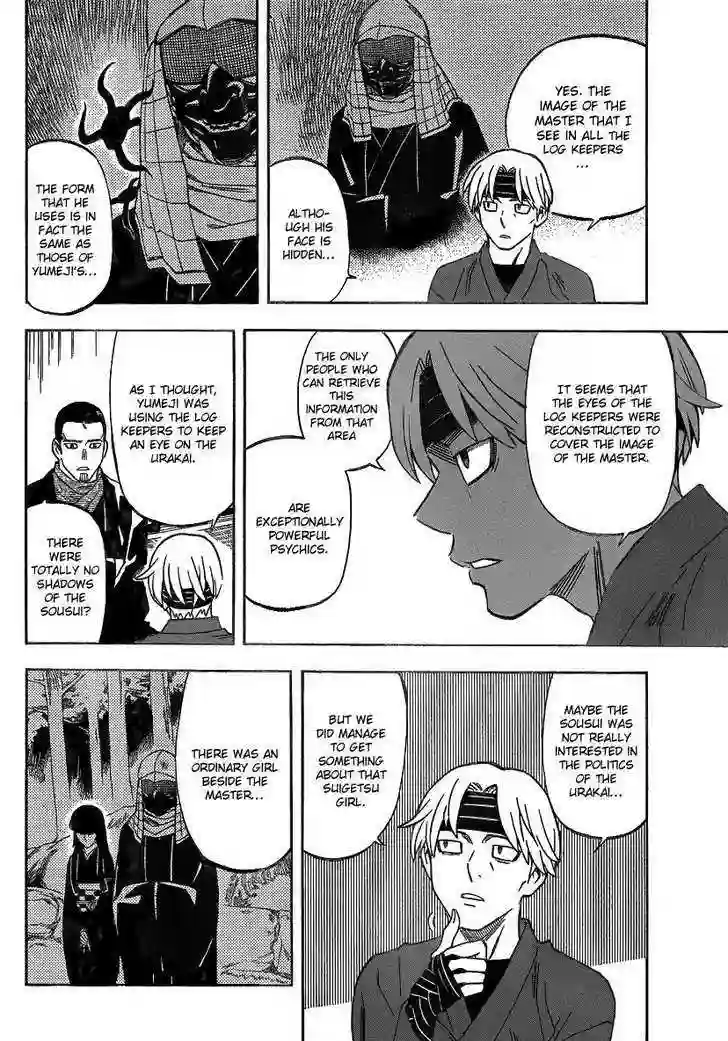 YES. THE
IMAGE OF THE
MASTER THAT I
SEE IN ALL THE
LOG KEEPERS
...
ALTHO-
UGH HIS
FACE IS
HIDDEN...
THE FORM
THAT HE
USES IS IN
FACT THE
SAME AS
THOSE OF
YUMEJI'S...
IT SEEMS THAT
THE EYES OF THE
LOG KEEPERS WERE
RECONSTRUCTED TO
COVER THE IMAGE
OF THE MASTER.
THE ONLY
PEOPLE WHO
CAN RETRIEVE
THIS
INFORMATION
FROM THAT
AREA
ARE
EXCEPTIONALLY
POWERFUL
PSYCHICS.
AS I THOUGHT,
YUMEJI WAS
USING THE LOG
KEEPERS TO KEEP
AN EYE ON THE
URAKAI.
THERE
WERE
TOTALLY NO
SHADOWS
OF THE
SOUSUI?
MAYBE THE
SOUSUI WAS
NOT REALLY
INTERESTED IN
THE POLITICS
OF THE
URAKAI...
BUT WE
DID MANAGE
TO GET
SOMETHING
ABOUT THAT
SUIGETSU
GIRL.
THERE WAS AN
ORDINARY GIRL
BESIDE THE
MASTER...